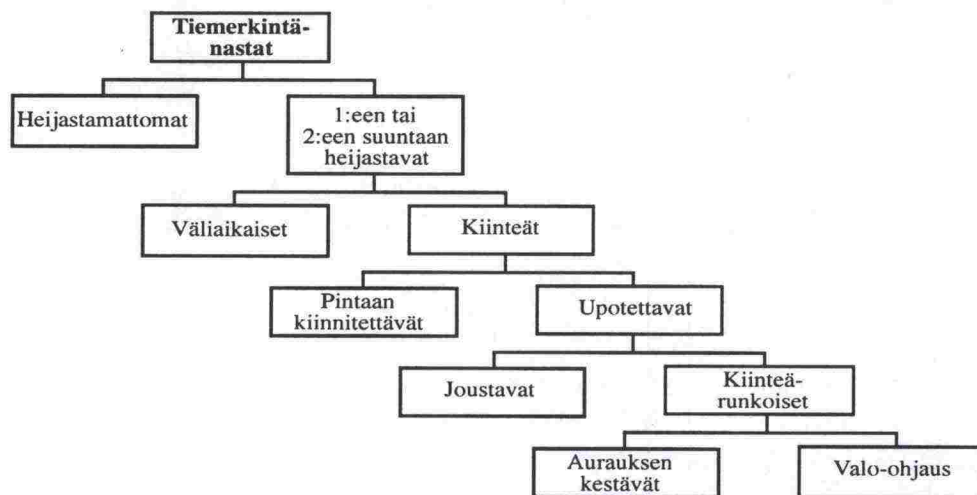 Tiemerkintä-
nastat
Heijastamattomat
1:een tai
2:een suuntaan
heijastavat
Väliaikaiset
Kiinteät
Pintaan
kiinnitettävät
Upotettavat
Joustavat
Kiinteä-
runkoiset
Aurauksen
kestävät
Valo-ohjaus